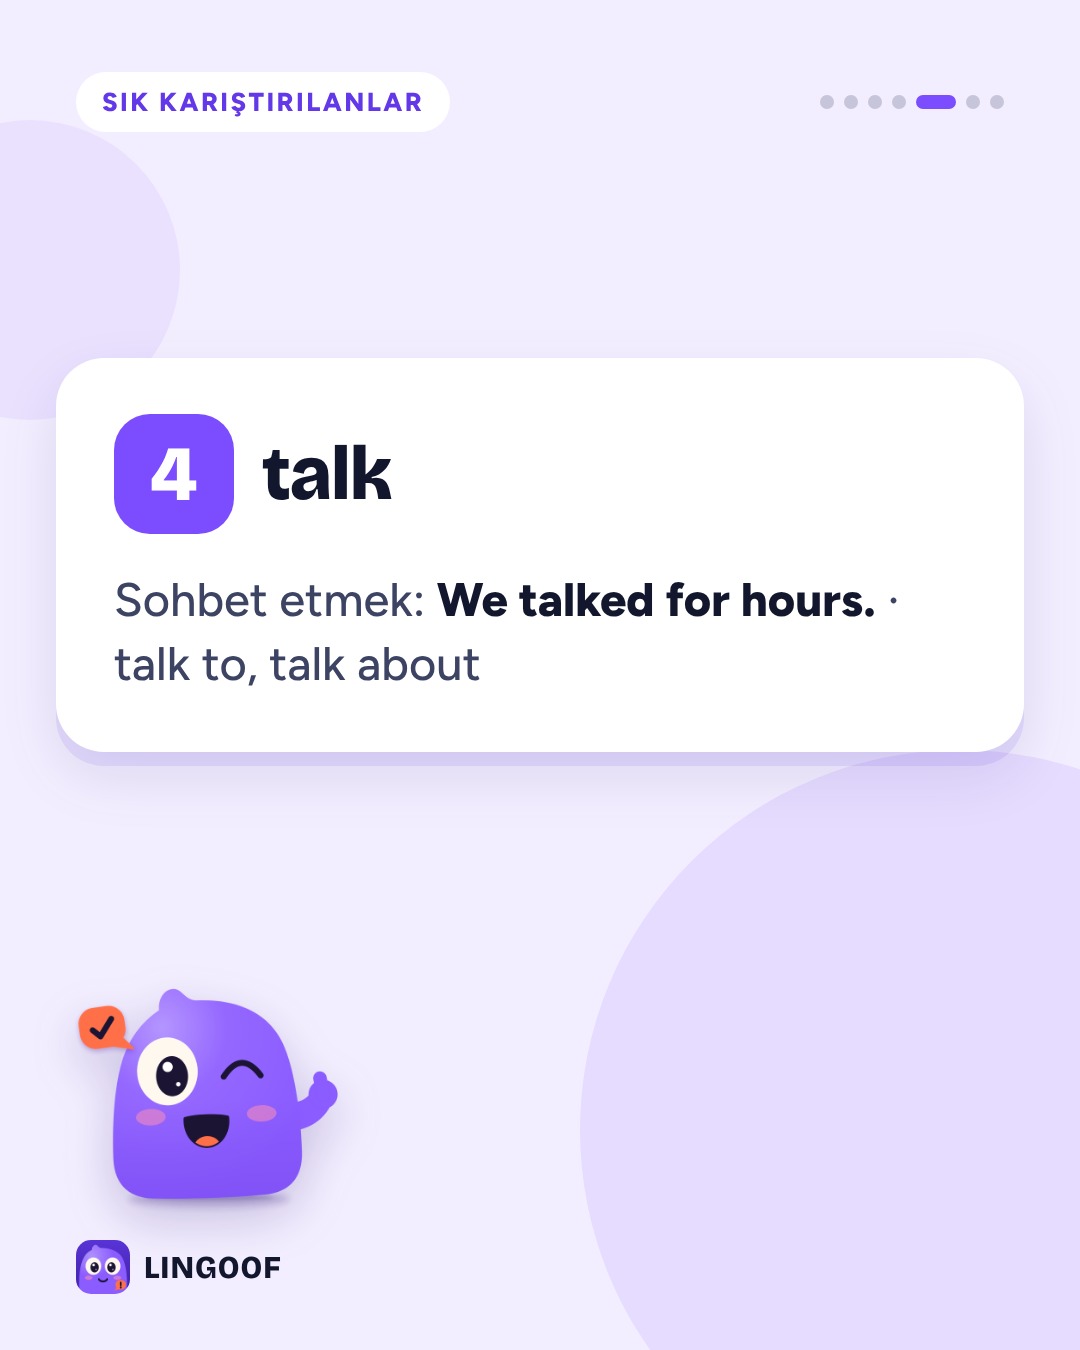 SIK KARIŞTIRILANLAR
4 talk
Sohbet etmek: We talked for hours. ·
talk to, talk about
LINGOOF